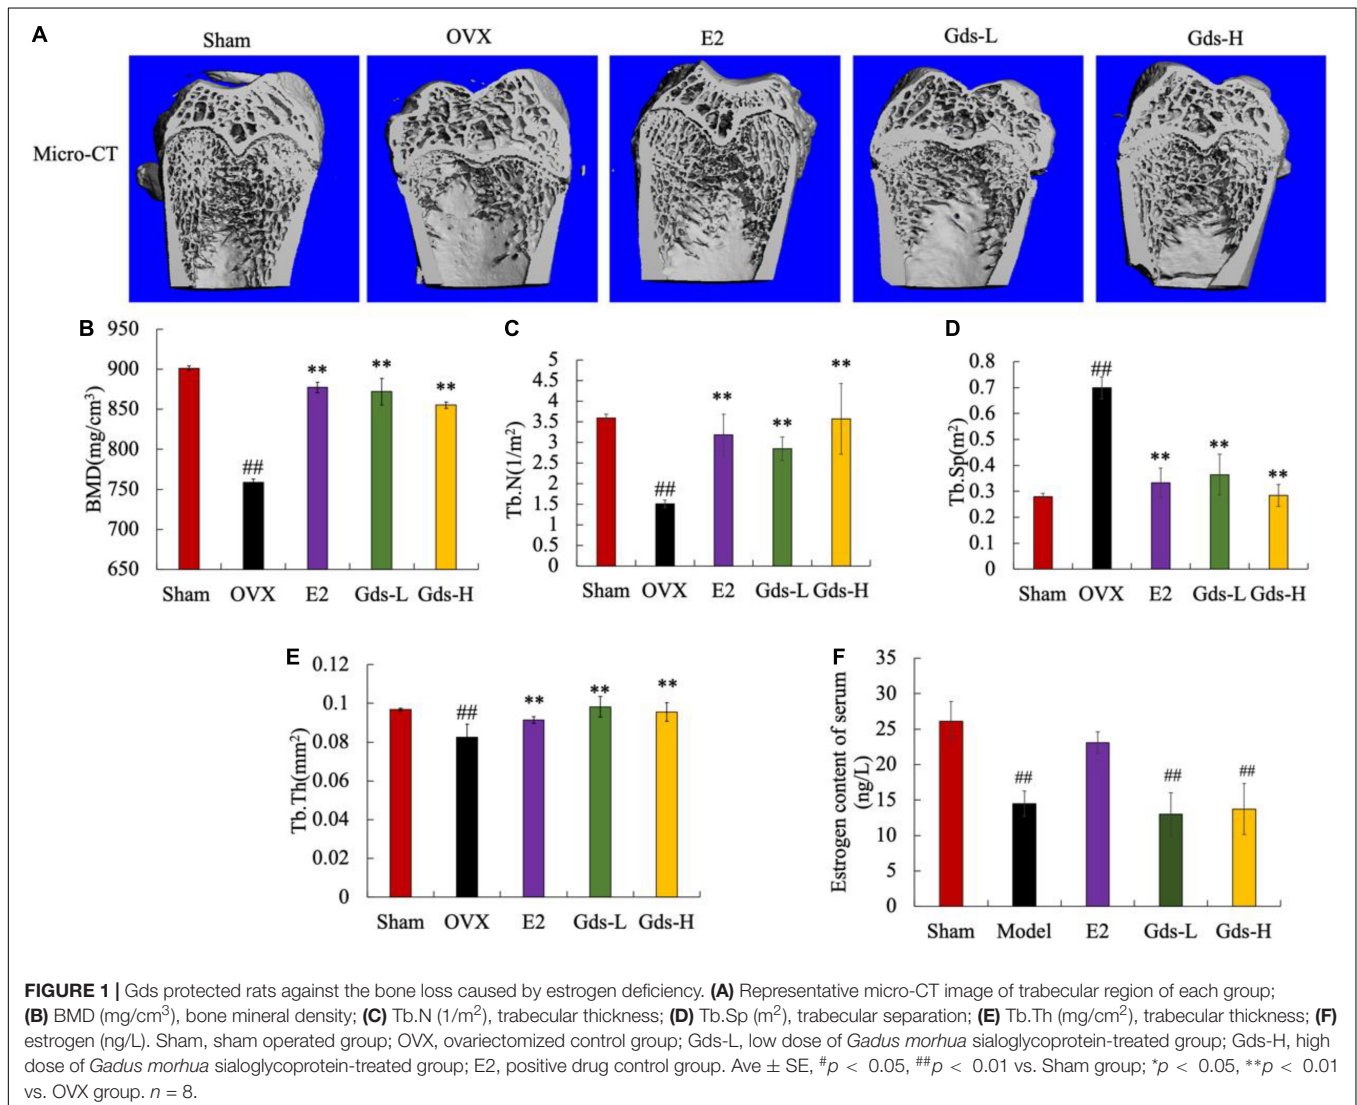 A
Sham OVX E2 Gds-L Gds-H
Micro-CT
B
BMD(mg/cm³)
950
900
850
800
750
700
650
##
**
**
**
Sham OVX E2 Gds-L Gds-H
C
Tb.N(1/m²)
5
4.5
4
3.5
3
2.5
2
1.5
1
0.5
0
##
**
**
**
Sham OVX E2 Gds-L Gds-H
D
Tb.Sp(m²)
0.8
0.7
0.6
0.5
0.4
0.3
0.2
0.1
0
##
**
**
**
Sham OVX E2 Gds-L Gds-H
E
Tb.Th(mm²)
0.12
0.1
0.08
0.06
0.04
0.02
0
##
**
**
**
Sham OVX E2 Gds-L Gds-H
F
Estrogen content of serum
(ng/L)
35
30
25
20
15
10
5
0
##
##
##
Sham Model E2 Gds-L Gds-H
FIGURE 1 | Gds protected rats against the bone loss caused by estrogen deficiency. (A) Representative micro-CT image of trabecular region of each group;
(B) BMD (mg/cm³), bone mineral density; (C) Tb.N (1/m²), trabecular thickness; (D) Tb.Sp (m²), trabecular separation; (E) Tb.Th (mg/cm²), trabecular thickness; (F)
estrogen (ng/L). Sham, sham operated group; OVX, ovariectomized control group; Gds-L, low dose of Gadus morhua sialoglycoprotein-treated group; Gds-H, high
dose of Gadus morhua sialoglycoprotein-treated group; E2, positive drug control group. Ave ± SE, #p < 0.05, ##p < 0.01 vs. Sham group; *p < 0.05, **p < 0.01
vs. OVX group. n = 8.